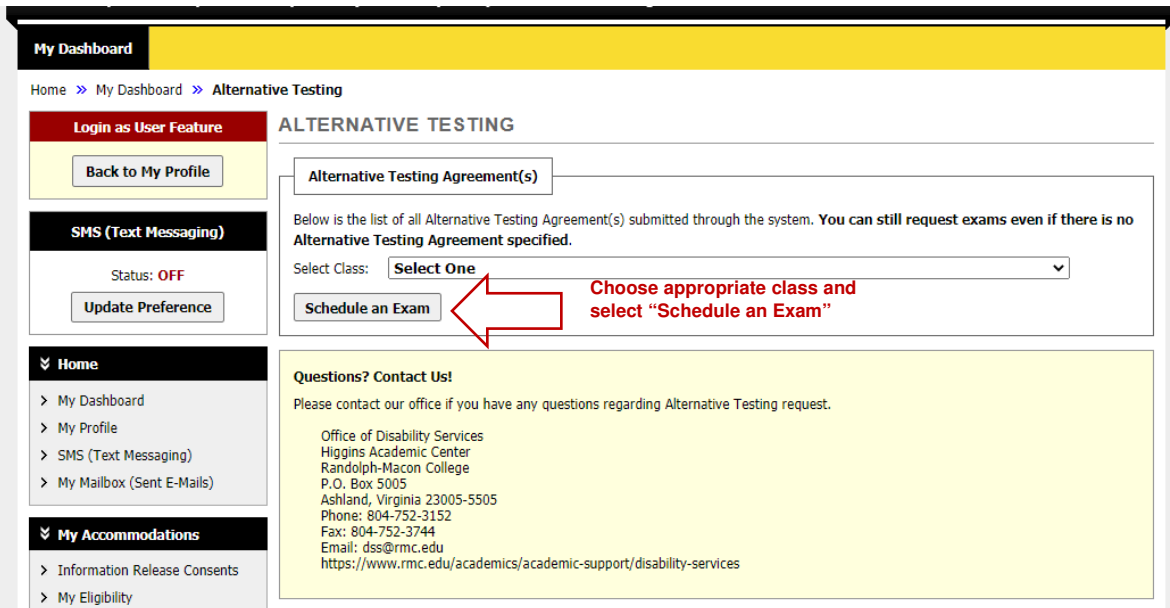 My Dashboard
Home » My Dashboard » Alternative Testing
Login as User Feature
Back to My Profile
SMS (Text Messaging)
Status: OFF
Update Preference
Home
My Dashboard
My Profile
SMS (Text Messaging)
My Mailbox (Sent E-Mails)
My Accommodations
Information Release Consents
My Eligibility
ALTERNATIVE TESTING
Alternative Testing Agreement(s)
Below is the list of all Alternative Testing Agreement(s) submitted through the system. You can still request exams even if there is no
Alternative Testing Agreement specified.
Select Class: Select One
Schedule an Exam
Choose appropriate class and
select “Schedule an Exam”
Questions? Contact Us!
Please contact our office if you have any questions regarding Alternative Testing request.
Office of Disability Services
Higgins Academic Center
Randolph-Macon College
P.O. Box 5005
Ashland, Virginia 23005-5505
Phone: 804-752-3152
Fax: 804-752-3744
Email: dss@rmc.edu
https://www.rmc.edu/academics/academic-support/disability-services